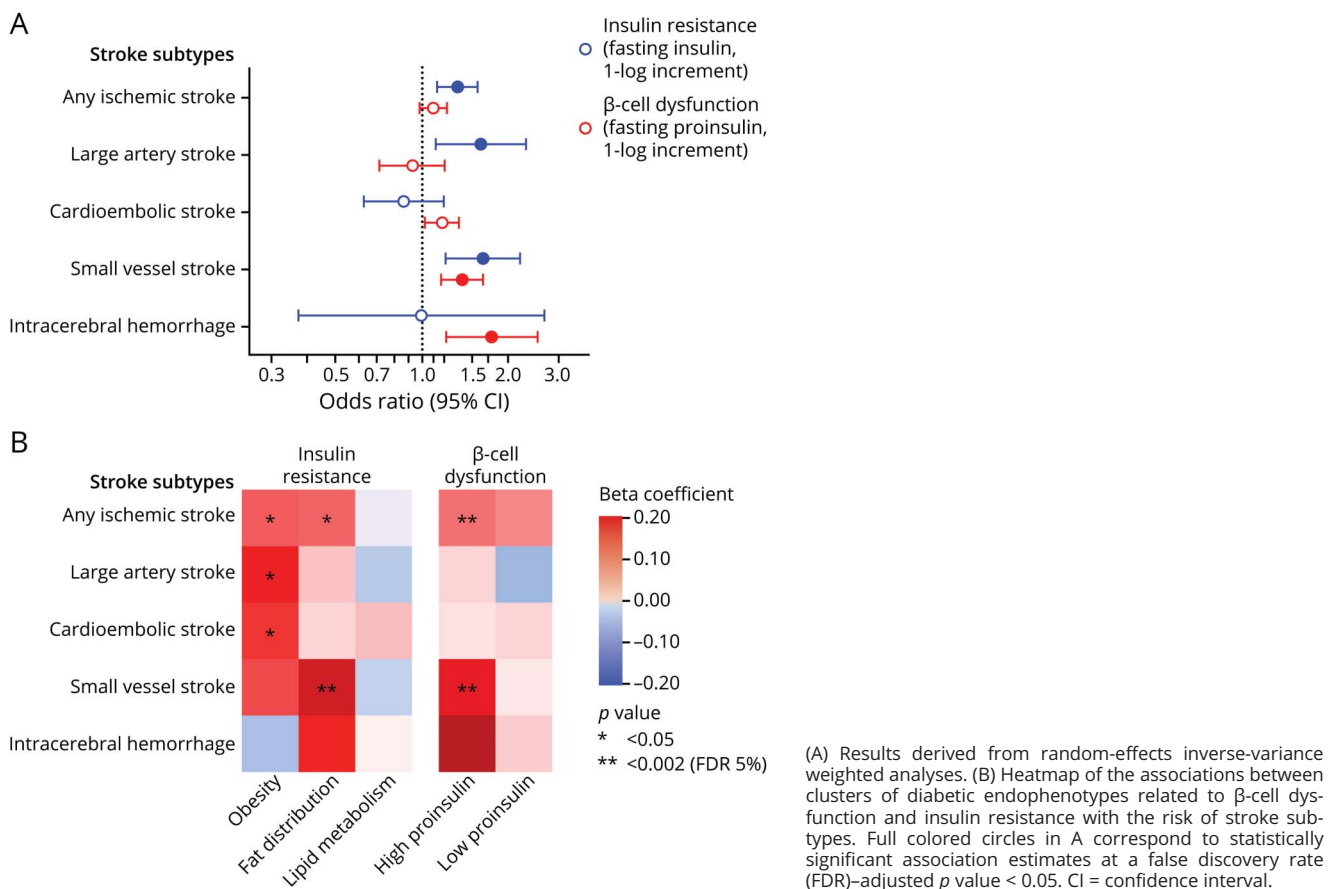 A
Stroke subtypes
Insulin resistance
(fasting insulin,
1-log increment)
β-cell dysfunction
(fasting proinsulin,
1-log increment)
Any ischemic stroke
Large artery stroke
Cardioembolic stroke
Small vessel stroke
Intracerebral hemorrhage
0.3 0.5 0.7 1.0 1.5 2.0 3.0
Odds ratio (95% CI)
B
Stroke subtypes
Insulin
resistance
β-cell
dysfunction
Any ischemic stroke * * **
Large artery stroke *
Cardioembolic stroke *
Small vessel stroke ** **
Intracerebral hemorrhage
Obesity
Fat distribution
Lipid metabolism
High proinsulin
Low proinsulin
Beta coefficient
0.20
0.10
0.00
−0.10
−0.20
p value
* <0.05
** <0.002 (FDR 5%)
(A) Results derived from random-effects inverse-variance
weighted analyses. (B) Heatmap of the associations between
clusters of diabetic endophenotypes related to β-cell dys-
function and insulin resistance with the risk of stroke sub-
types. Full colored circles in A correspond to statistically
significant association estimates at a false discovery rate
(FDR)–adjusted p value < 0.05. CI = confidence interval.